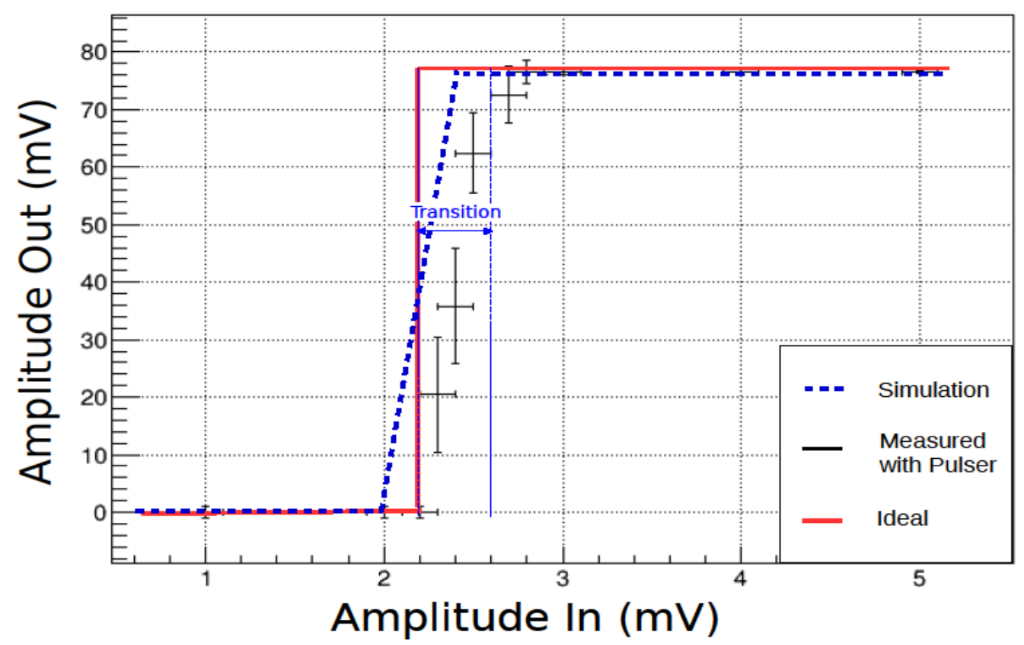 Amplitude Out (mV)
80
70
60
50
40
30
20
10
0
Transition
Simulation
Measured
with Pulser
Ideal
1 2 3 4 5
Amplitude In (mV)